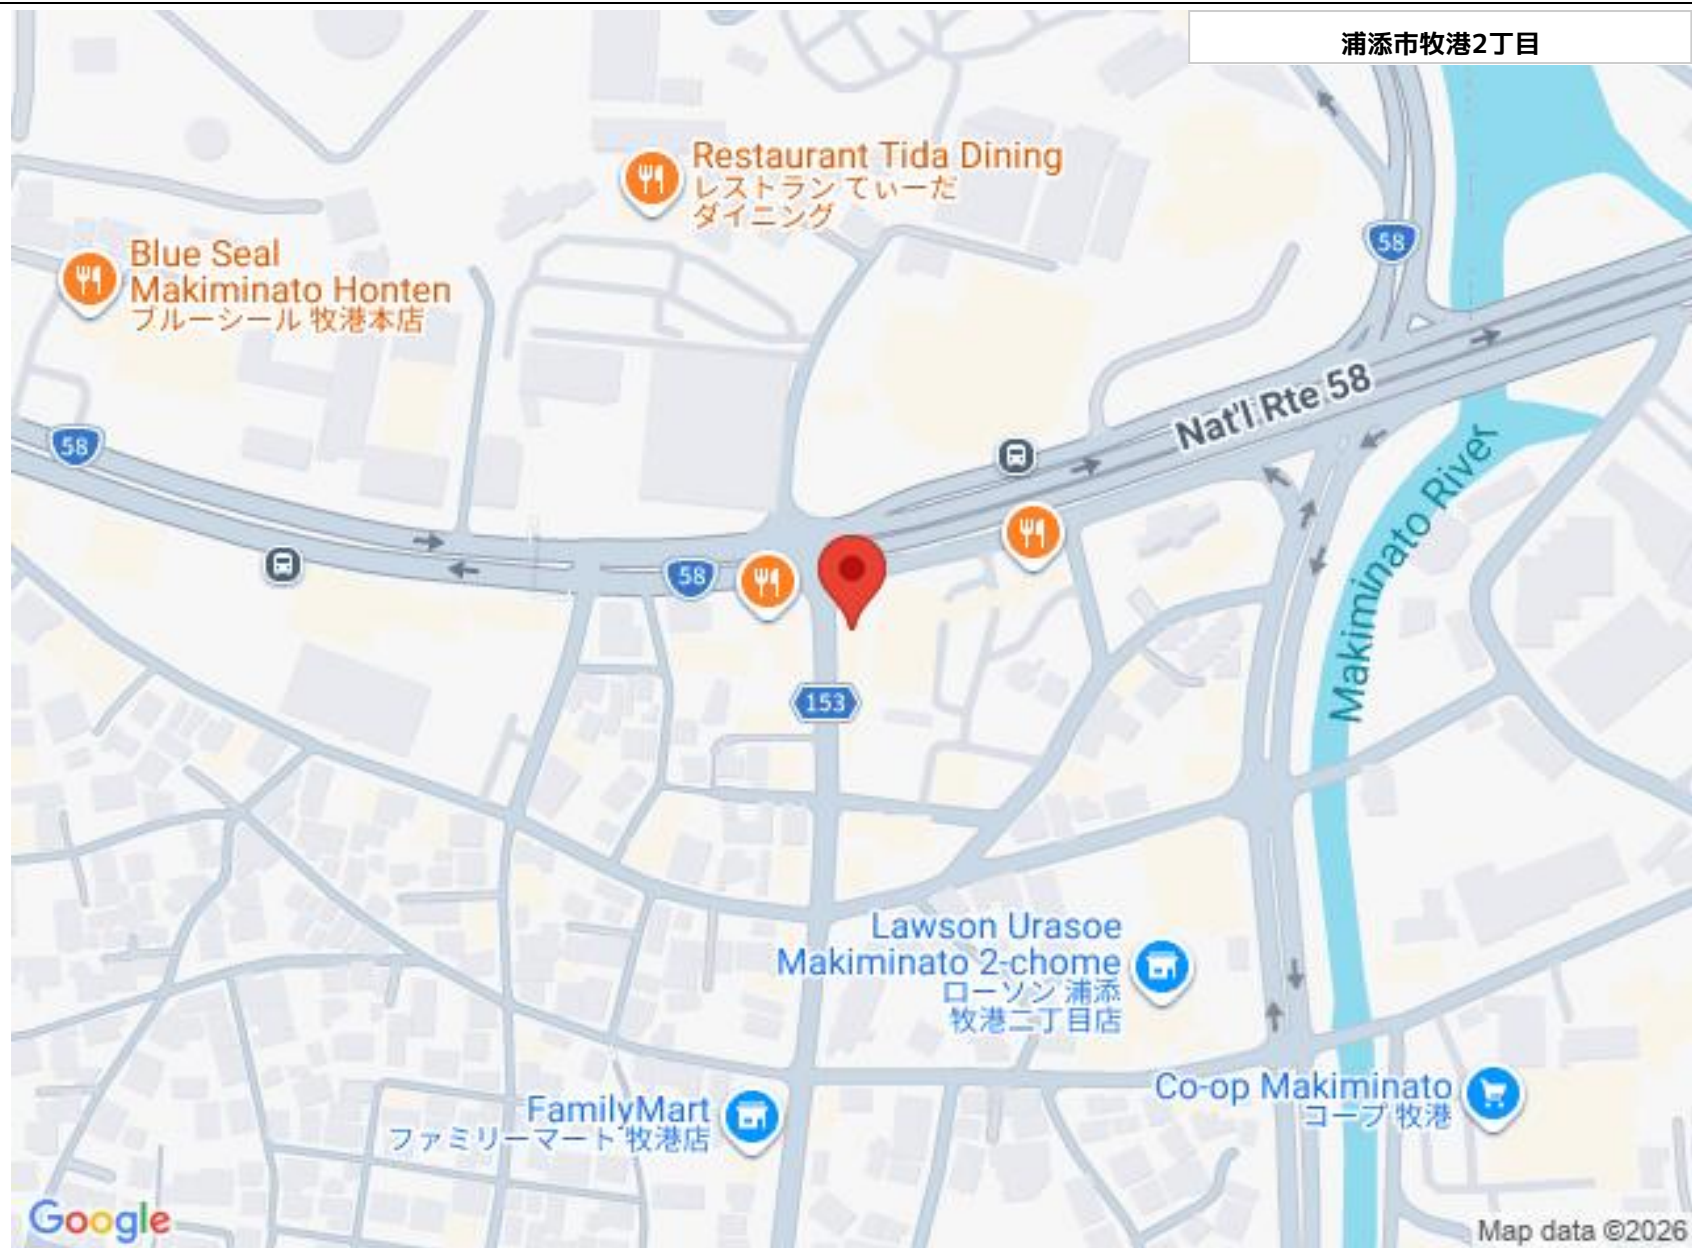 浦添市牧港2丁目
Restaurant Tida Dining
レストラン てぃーだ
ダイニング
Blue Seal
Makiminato Honten
ブルーシール 牧港本店
58
Nat'l Rte 58
58
58
153
Makiminato River
Lawson Urasoe
Makiminato 2-chome
ローソン 浦添
牧港二丁目店
Co-op Makiminato
コープ 牧港
FamilyMart
ファミリーマート 牧港店
Google
Map data ©2026